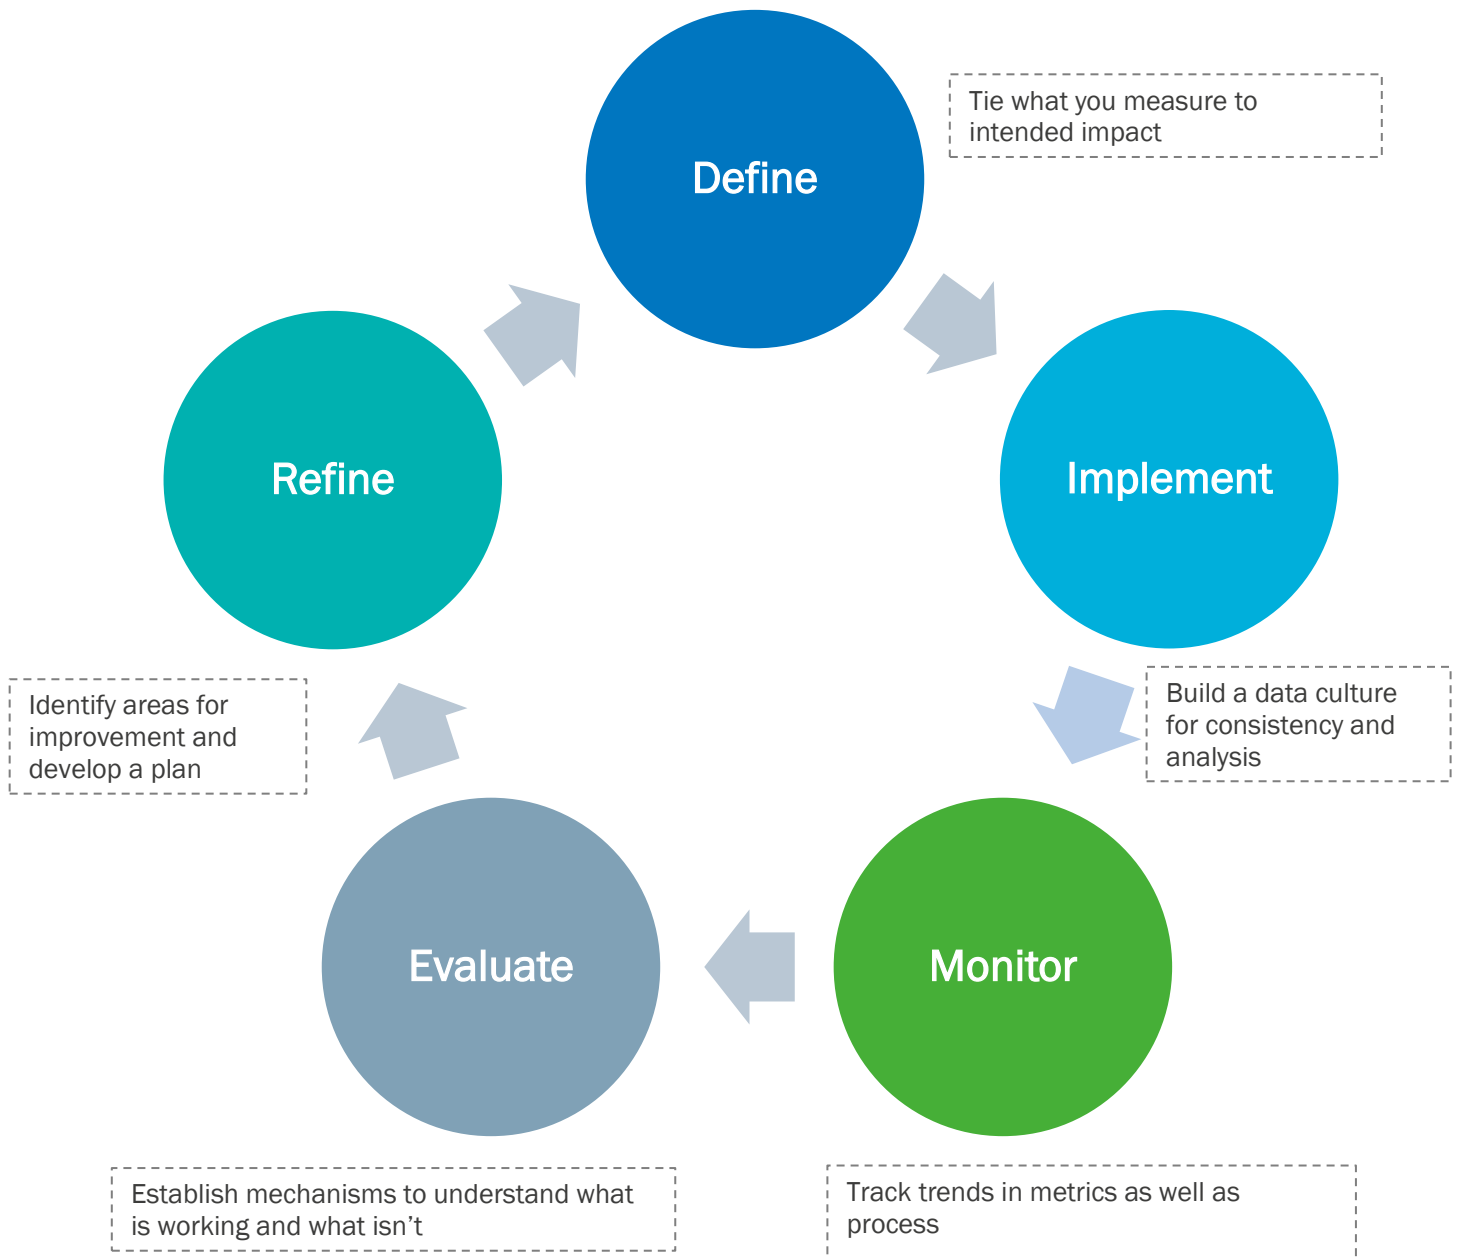 Define
Tie what you measure to
intended impact
Implement
Build a data culture
for consistency and
analysis
Monitor
Track trends in metrics as well as
process
Evaluate
Establish mechanisms to understand what
is working and what isn’t
Refine
Identify areas for
improvement and
develop a plan